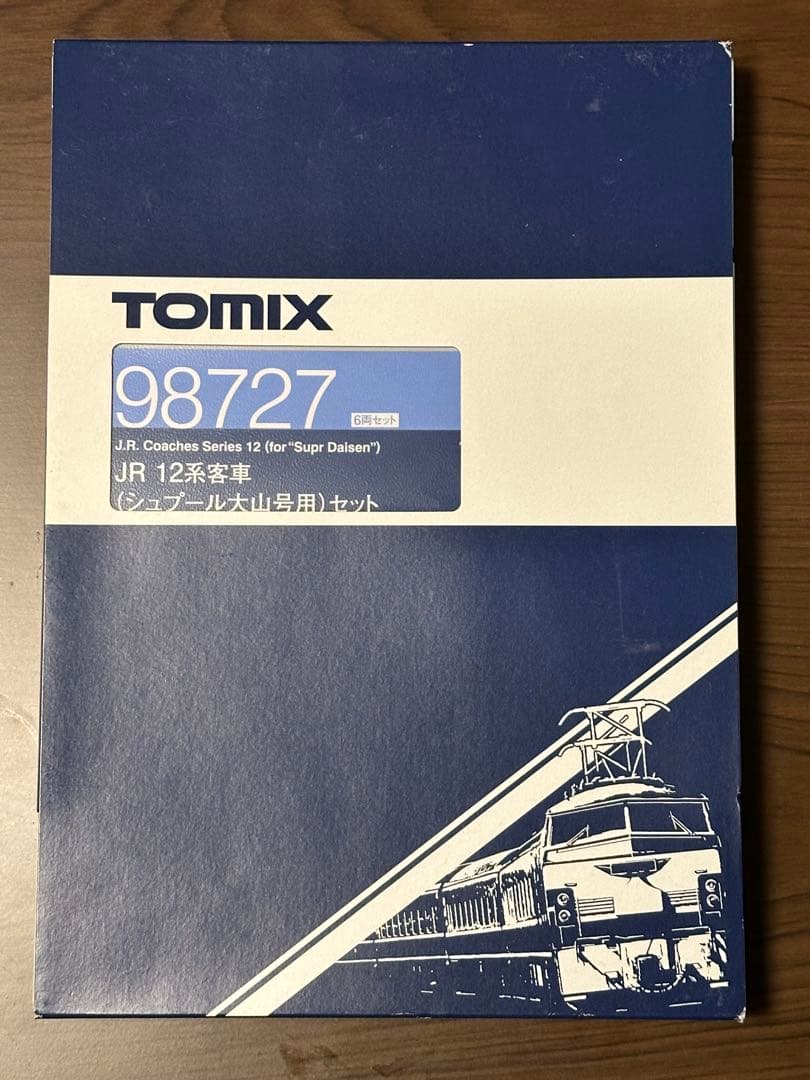 TOMIX
98727
6両セット
J.R. Coaches Series 12 (for "Supr Daisen")
JR 12系客車
(シュプール大山号用)セット